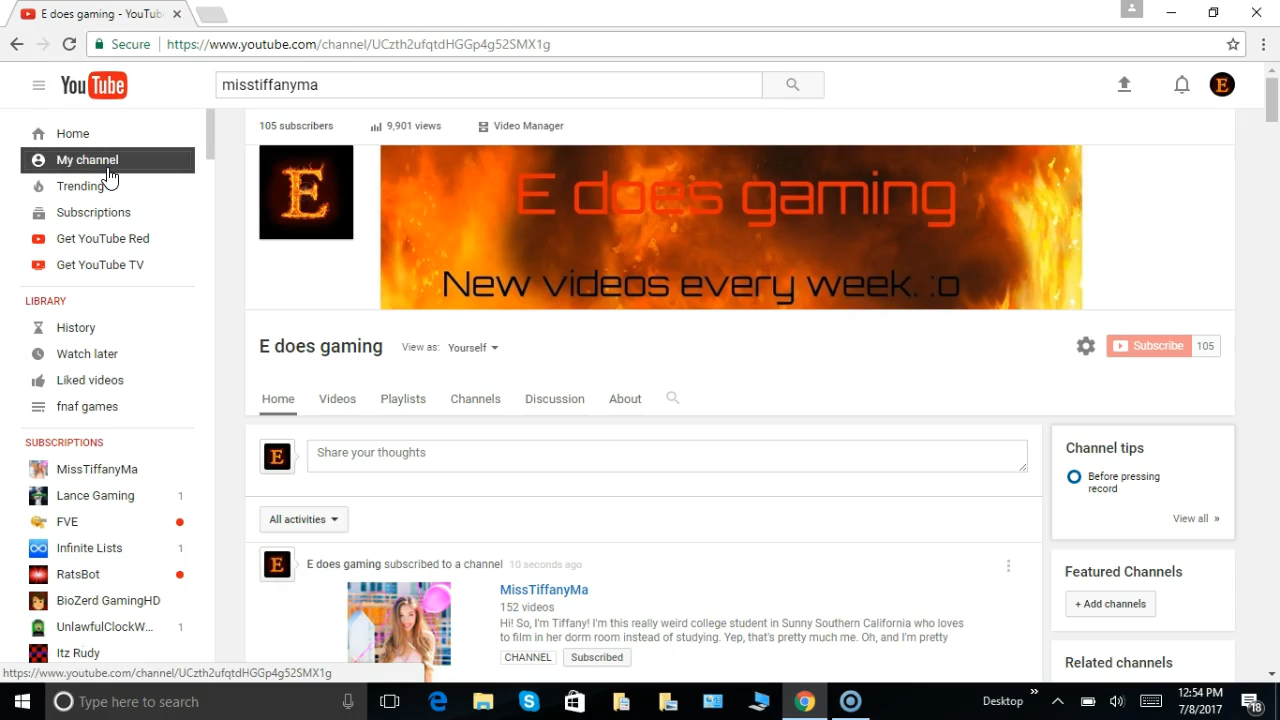 E does gaming - YouTub
Secure
https://www.youtube.com/channel/UCzth2ufqtdHGGp4g52SMX1g
YouTube
misstiffanyma
E
Home
My channel
Trending
Subscriptions
Get YouTube Red
Get YouTube TV
LIBRARY
History
Watch later
Liked videos
fnaf games
SUBSCRIPTIONS
MissTiffanyMa
Lance Gaming 1
FVE
Infinite Lists 1
RatsBot
BioZerd GamingHD
UnlawfulClockW... 1
Itz Rudy
105 subscribers 9,901 views Video Manager
E
E does gaming
New videos every week. :o
E does gaming View as: Yourself
Subscribe 105
Home Videos Playlists Channels Discussion About
E
Share your thoughts
All activities
E
E does gaming subscribed to a channel 10 seconds ago
MissTiffanyMa
152 videos
Hi! So, I'm Tiffany! I'm this really weird college student in Sunny Southern California who loves
to film in her dorm room instead of studying. Yep, that's pretty much me. Oh, and I'm pretty
CHANNEL Subscribed
Channel tips
Before pressing
record
View all »
Featured Channels
+ Add channels
Related channels
https://www.youtube.com/channel/UCzth2ufqtdHGGp4g52SMX1g
Type here to search
Desktop »
12:54 PM
7/8/2017
18